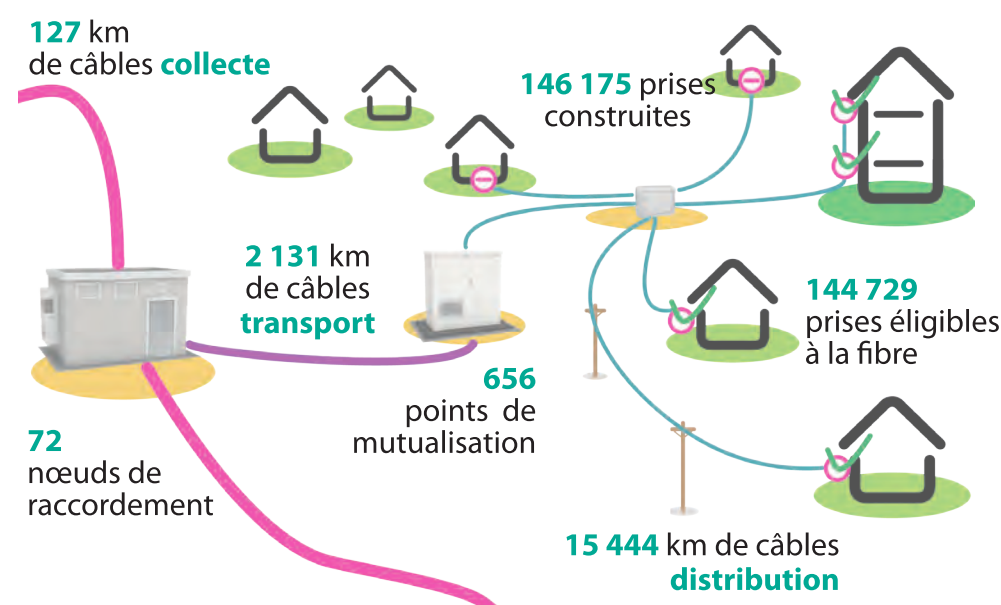 127 km
de câbles collecte
146 175 prises
construites
2 131 km
de câbles
transport
144 729
prises éligibles
à la fibre
656
points de
mutualisation
72
nœuds de
raccordement
15 444 km de câbles
distribution